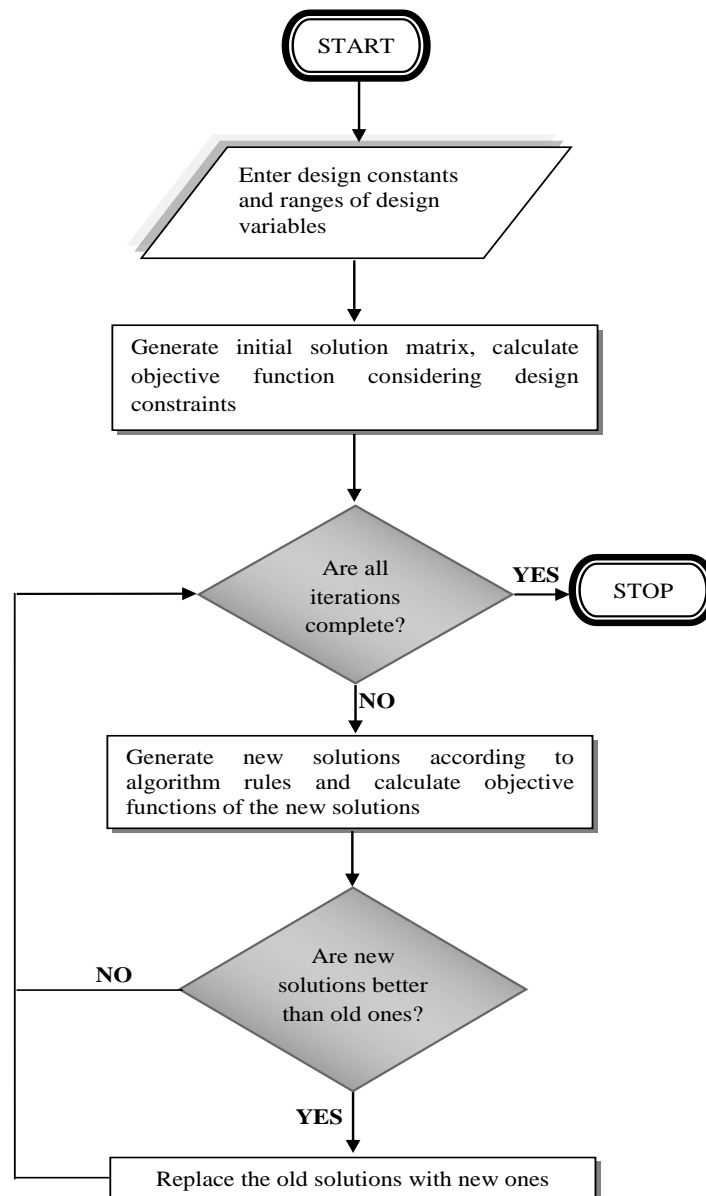 START
Enter design constants
and ranges of design
variables
Generate initial solution matrix, calculate
objective function considering design
constraints
Are all
iterations
complete?
YES
STOP
NO
Generate new solutions according to
algorithm rules and calculate objective
functions of the new solutions
Are new
solutions better
than old ones?
NO
YES
Replace the old solutions with new ones